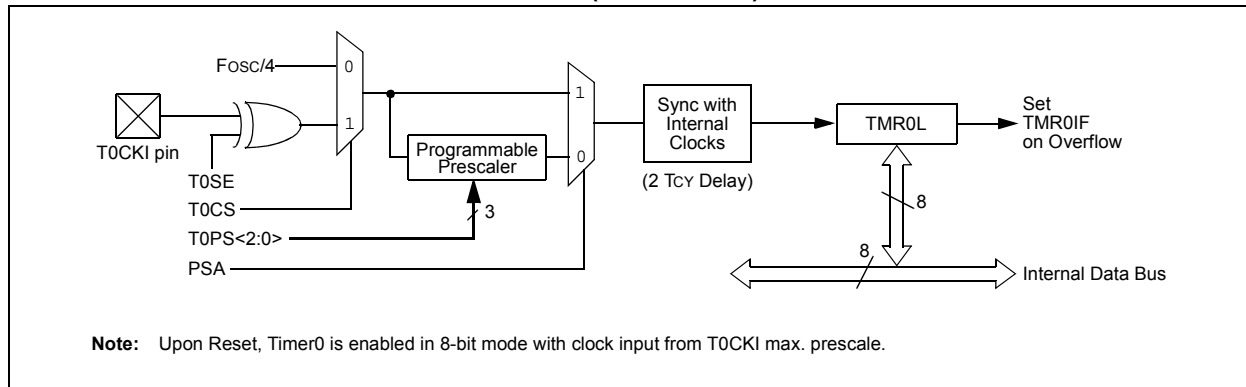 Fosc/4
0
1
1
0
T0CKI pin
Programmable
Prescaler
Sync with
Internal
Clocks
(2 TCY Delay)
TMR0L
Set
TMR0IF
on Overflow
T0SE
T0CS
3
T0PS<2:0>
PSA
8
8
Internal Data Bus
Note: Upon Reset, Timer0 is enabled in 8-bit mode with clock input from T0CKI max. prescale.